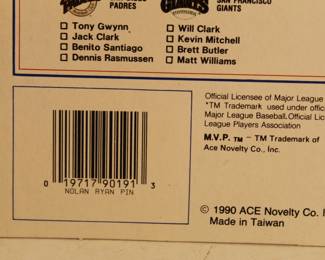 PADRES
SAN FRANCISCO
GIANTS
☐ Tony Gwynn
☐ Jack Clark
☐ Benito Santiago
☐ Dennis Rasmussen
☐ Will Clark
☐ Kevin Mitchell
☐ Brett Butler
☐ Matt Williams
Official Licensee of Major League
"TM Trademark used under
Major League Baseball. Official Lic
League Players Association
M.V.P. TM – TM Trademark of
Ace Novelty Co., Inc.
0 19717 90191 3
NOLAN RYAN PIN
© 1990 ACE Novelty Co.
Made in Taiwan